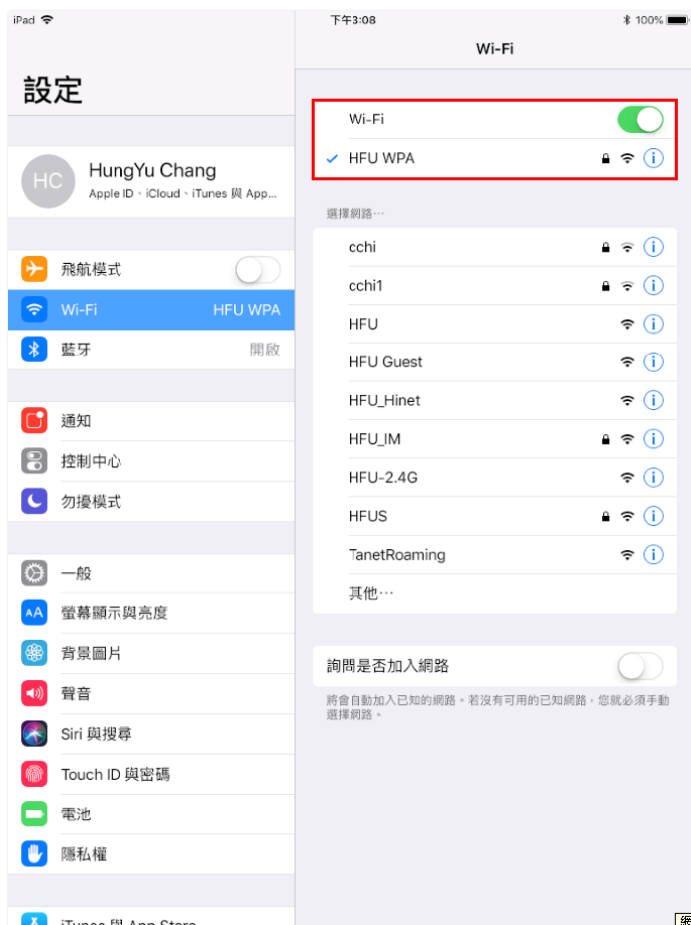 iPad
下午3:08
100%
設定
HC
HungYu Chang
Apple ID、iCloud、iTunes 與 App...
飛航模式
Wi-Fi HFU WPA
藍牙 開啟
通知
控制中心
勿擾模式
一般
AA 螢幕顯示與亮度
背景圖片
聲音
Siri 與搜尋
Touch ID 與密碼
電池
隱私權
iTunes 與 App Store
Wi-Fi
Wi-Fi
HFU WPA
選擇網路⋯
cchi
cchi1
HFU
HFU Guest
HFU_Hinet
HFU_IM
HFU-2.4G
HFUS
TanetRoaming
其他⋯
詢問是否加入網路
將會自動加入已知的網路。若沒有可用的已知網路，您就必須手動
選擇網路。